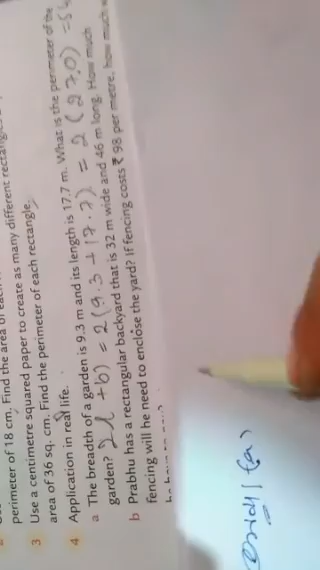 perimeter of 18 cm. Find the area of each
3 Use a centimetre squared paper to create as many different rectangles
area of 36 sq. cm. Find the perimeter of each rectangle.
4 Application in real life.
a The breadth of a garden is 9.3 m and its length is 17.7 m. What is the perimeter of the
garden? 2(l+b) = 2(9.3+17.7) = 2(27.0) = 54
b Prabhu has a rectangular backyard that is 32 m wide and 46 m long. How much
fencing will he need to enclose the yard? If fencing costs ₹ 98 per metre, how much
(a)